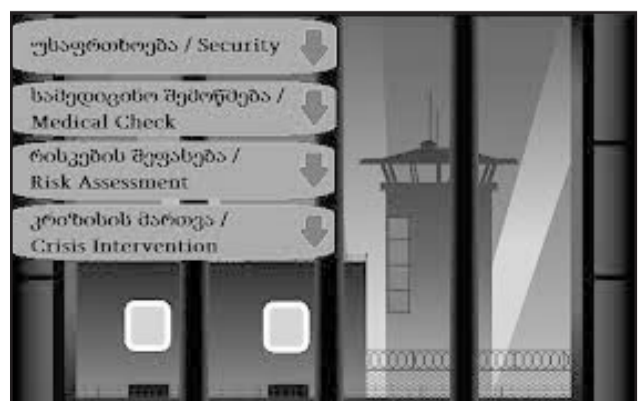 უსაფრთხოება / Security
სამედიცინო შემოწმება /
Medical Check
რისკების შეფასება /
Risk Assessment
კრიზისის მართვა /
Crisis Intervention